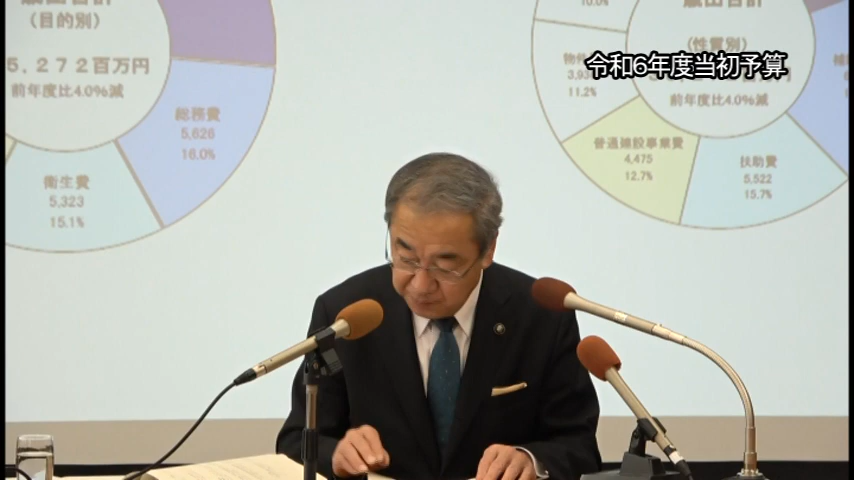 (目的別)
5,272百万円
前年度比4.0%減
総務費
5,626
16.0%
衛生費
5,323
15.1%
10.0%
(性質別)
前年度比4.0%減
11.2%
普通建設事業費
4,475
12.7%
扶助費
5,522
15.7%
令和6年度当初予算